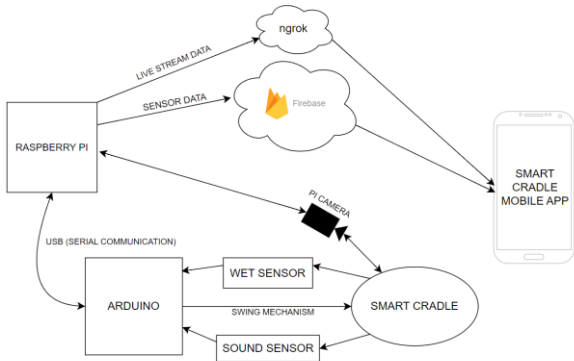 ngrok
LIVE STREAM DATA
SENSOR DATA
Firebase
RASPBERRY PI
SMART
CRADLE
MOBILE APP
PI CAMERA
USB (SERIAL COMMUNICATION)
WET SENSOR
ARDUINO
SWING MECHANISM
SMART CRADLE
SOUND SENSOR